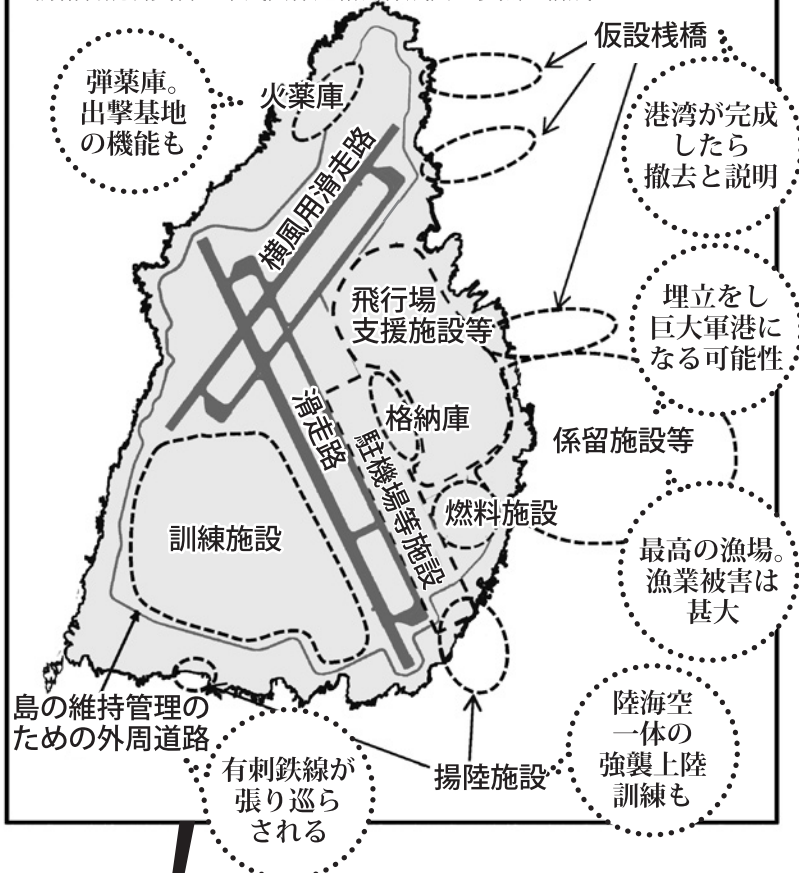 仮設桟橋
弾薬庫。
出撃基地
の機能も
火薬庫
港湾が完成
したら
撤去と説明
横風用滑走路
飛行場
支援施設等
埋立をし
巨大軍港に
なる可能性
滑走路
格納庫
駐機場等施設
係留施設等
燃料施設
訓練施設
最高の漁場。
漁業被害は
甚大
島の維持管理の
ための外周道路
有刺鉄線が
張り巡ら
される
揚陸施設
陸海空
一体の
強襲上陸
訓練も